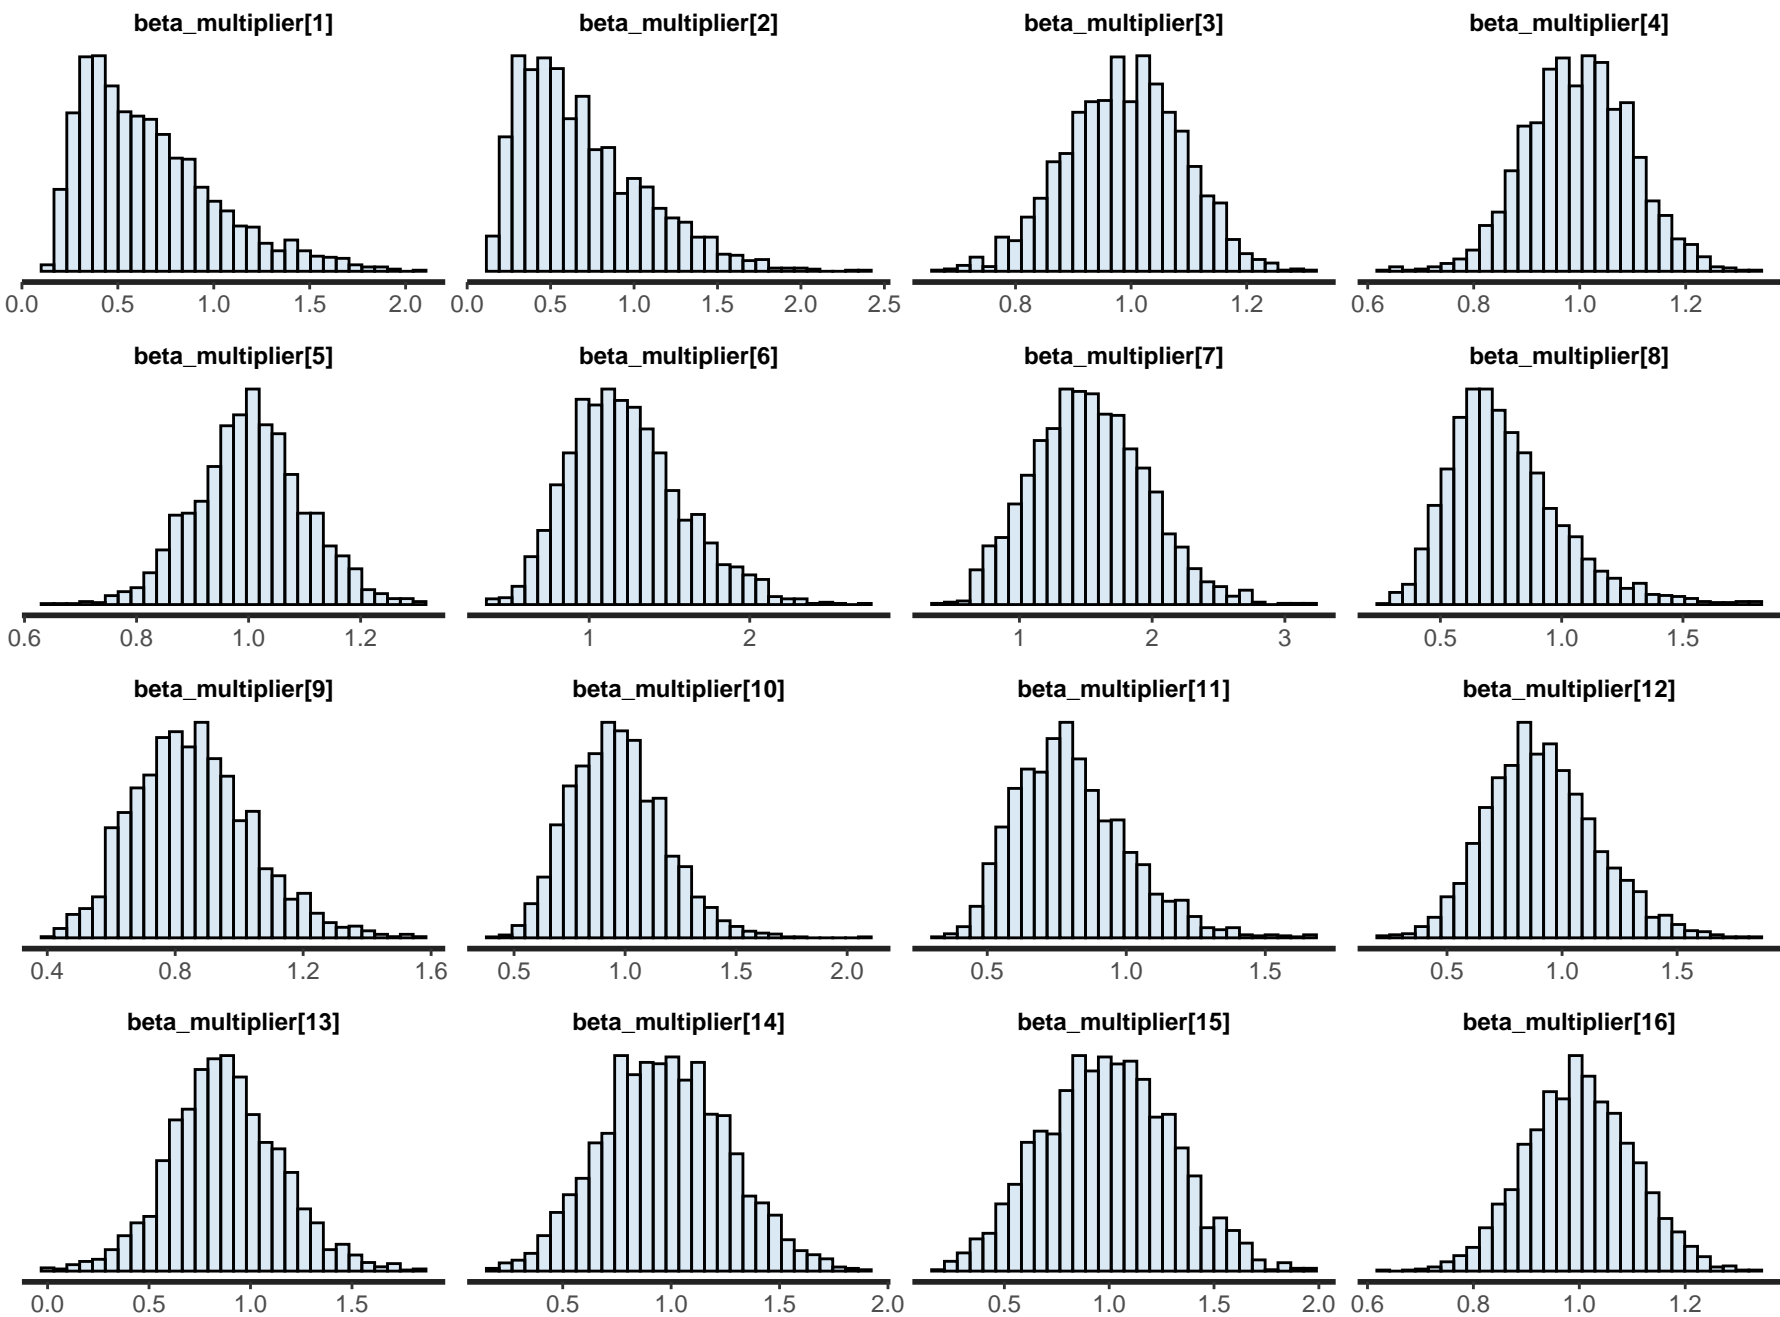 beta_multiplier[1] beta_multiplier[2] beta_multiplier[3] beta_multiplier[4]
0.0 0.5 1.0 1.5 2.0 0.0 0.5 1.0 1.5 2.0 2.5 0.8 1.0 1.2 0.6 0.8 1.0 1.2
beta_multiplier[5] beta_multiplier[6] beta_multiplier[7] beta_multiplier[8]
0.6 0.8 1.0 1.2 1 2 1 2 3 0.5 1.0 1.5
beta_multiplier[9] beta_multiplier[10] beta_multiplier[11] beta_multiplier[12]
0.4 0.8 1.2 1.6 0.5 1.0 1.5 2.0 0.5 1.0 1.5 0.5 1.0 1.5
beta_multiplier[13] beta_multiplier[14] beta_multiplier[15] beta_multiplier[16]
0.0 0.5 1.0 1.5 0.5 1.0 1.5 2.0 0.5 1.0 1.5 2.0 0.6 0.8 1.0 1.2